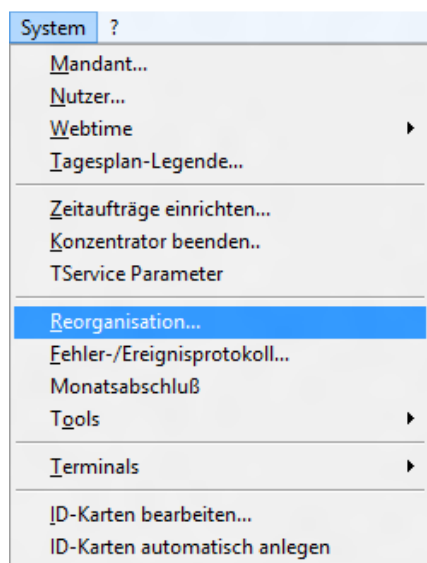 System ?
Mandant...
Nutzer...
Webtime
Tagesplan-Legende...
Zeitaufträge einrichten...
Konzentrator beenden..
TService Parameter
Reorganisation...
Fehler-/Ereignisprotokoll...
Monatsabschluß
Tools
Terminals
ID-Karten bearbeiten...
ID-Karten automatisch anlegen